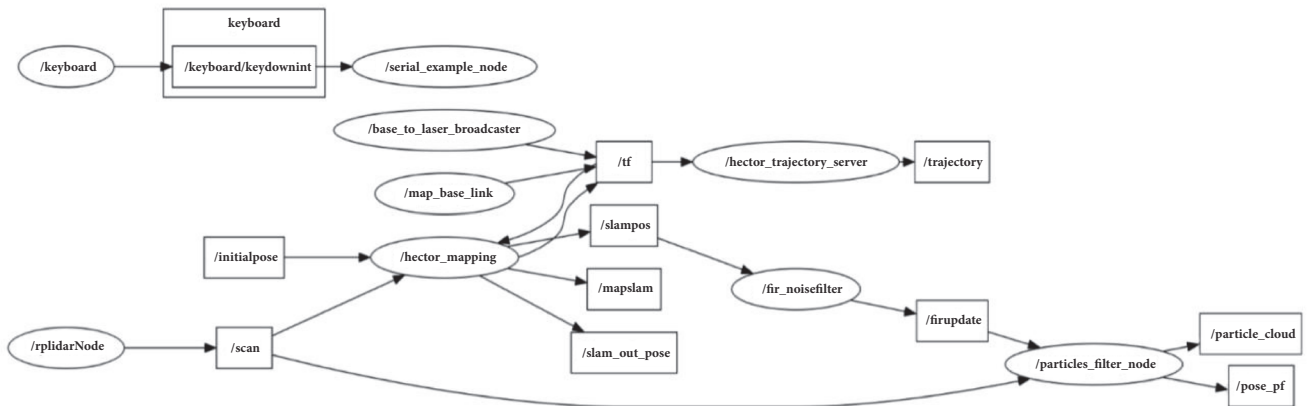 keyboard
/keyboard
/keyboard/keydownint
/serial_example_node
/base_to_laser_broadcaster
/tf
/hector_trajectory_server
/trajectory
/map_base_link
/slampos
/initialpose
/hector_mapping
/mapslam
/fir_noisefilter
/firupdate
/rplidarNode
/scan
/slam_out_pose
/particles_filter_node
/particle_cloud
/pose_pf